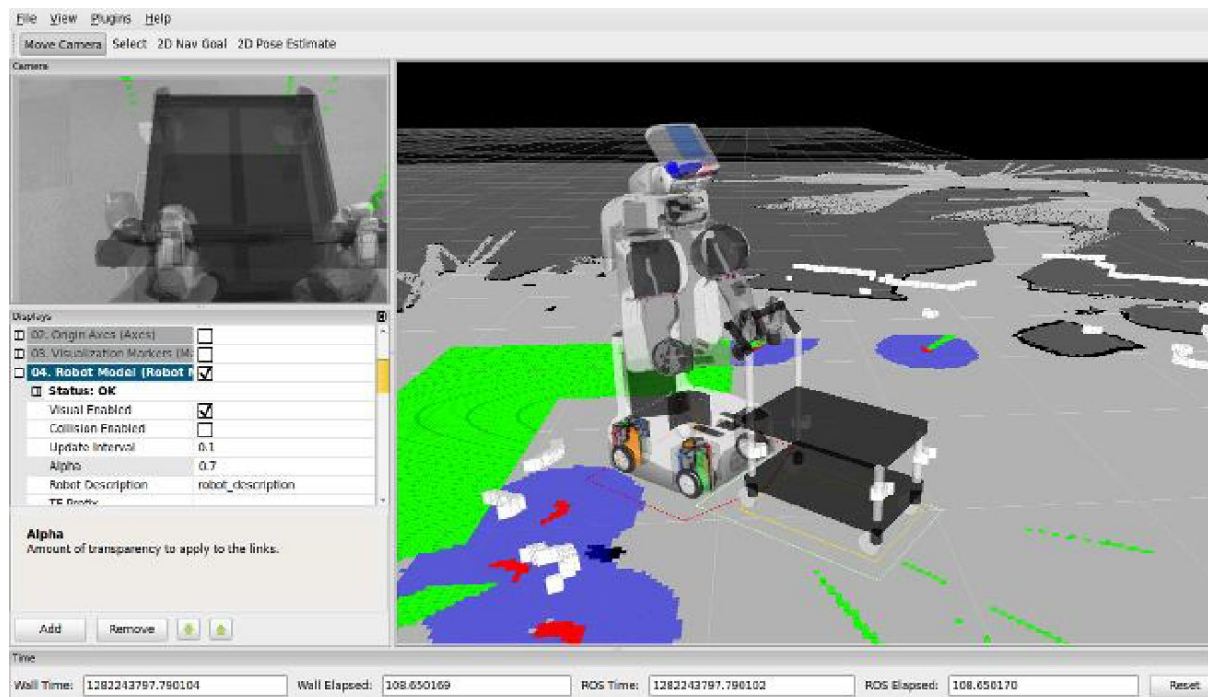 File View Plugins Help
Move Camera Select 2D Nav Goal 2D Pose Estimate
Camera
Displays
02. Origin Axes (Axes)
03. Visualization Markers (Ma
04. Robot Model (Robot M
Status: OK
Visual Enabled
Collision Enabled
Update Interval 0.1
Alpha 0.7
Robot Description robot_description
TF Prefix
Alpha
Amount of transparency to apply to the links.
Add Remove
Time
Wall Time: 1282243797.790104 Wall Elapsed: 108.650169 ROS Time: 1282243797.790102 ROS Elapsed: 108.650170 Reset